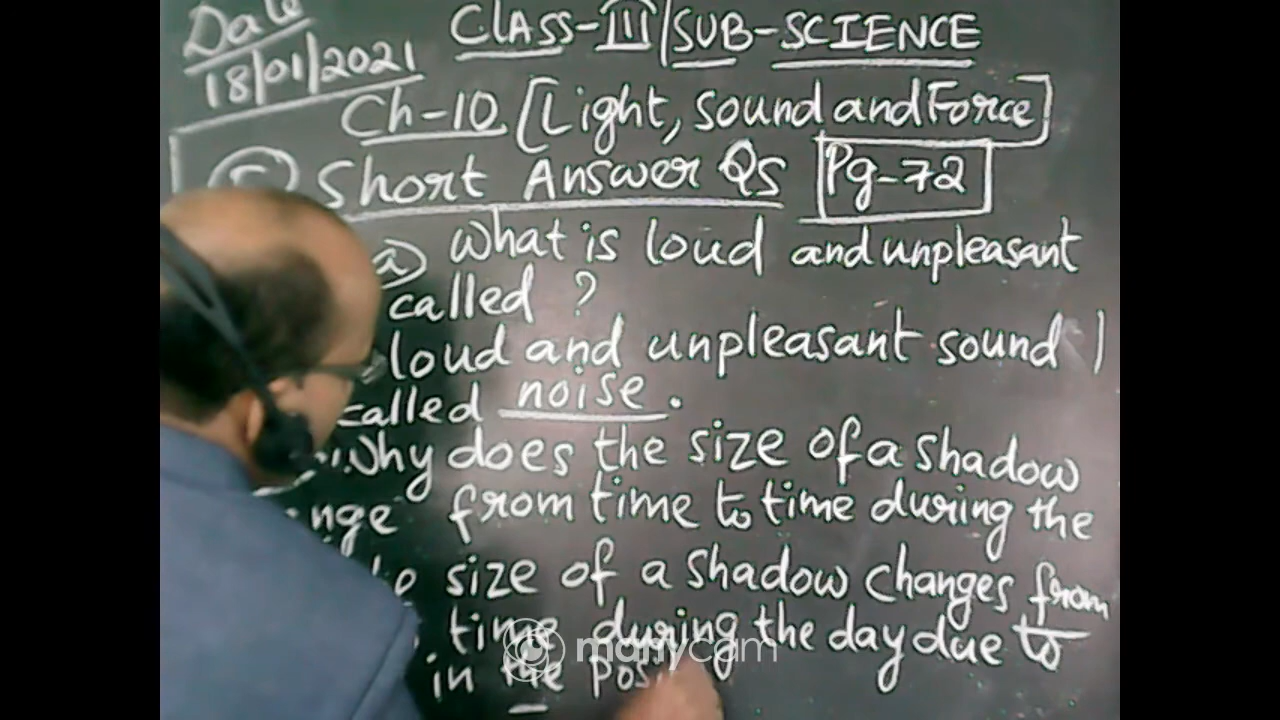 Date
18/01/2021
CLASS-III/SUB-SCIENCE
Ch-10 [Light, Sound and Force]
Short Answer Qs Pg-72
a) What is loud and unpleasant
called ?
loud and unpleasant sound
called noise.
Why does the size of a shadow
from time to time during the
size of a shadow changes from
time during the day due to
in the
manycam